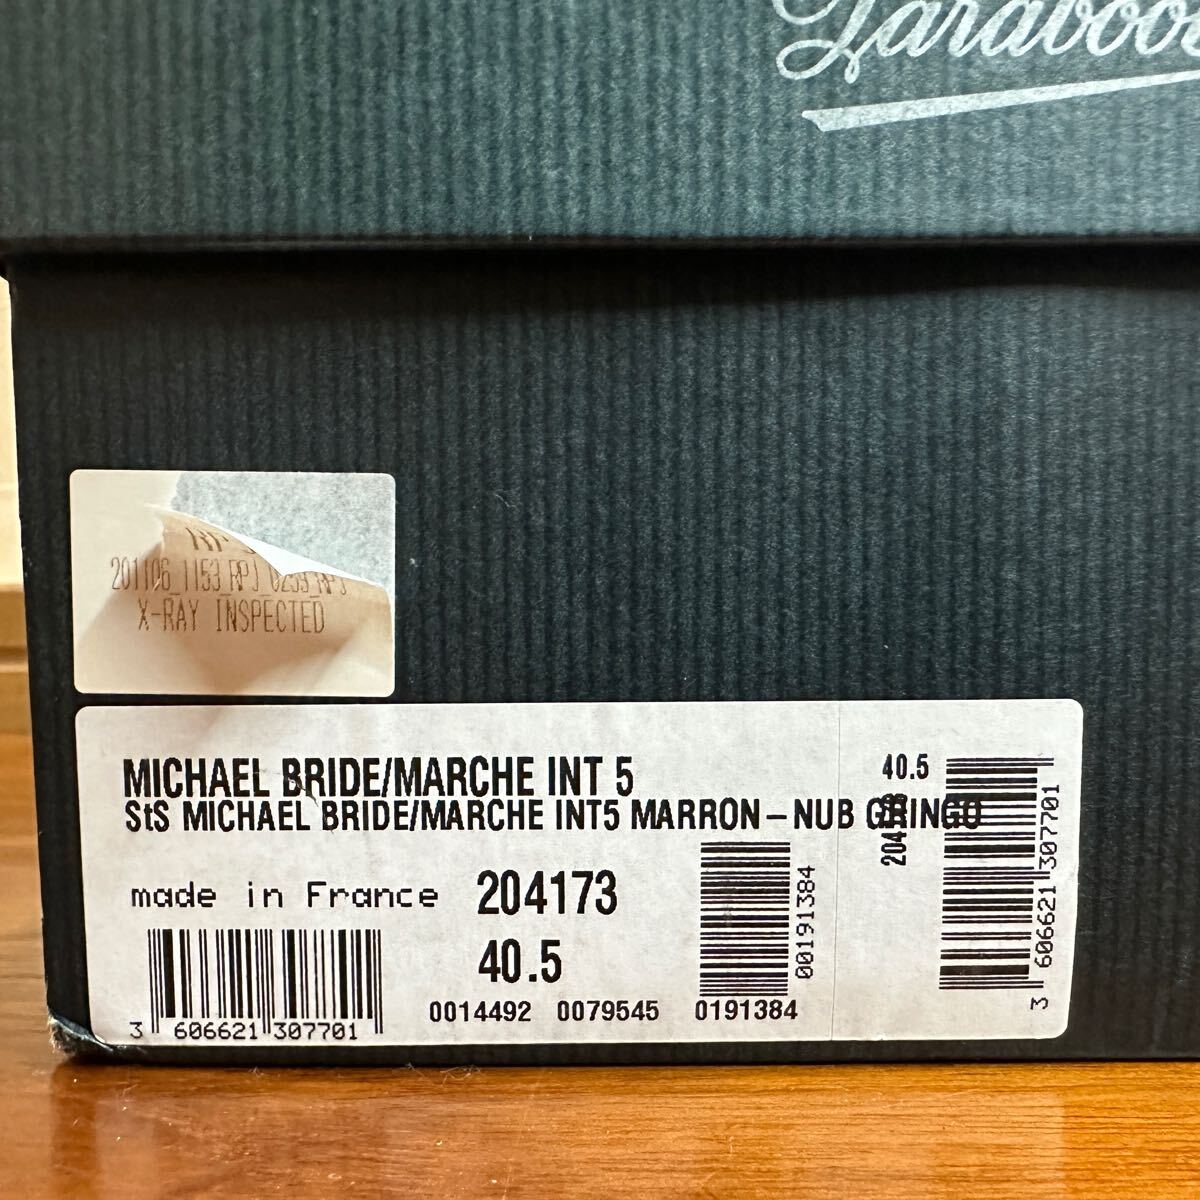 Paraboot
X-RAY INSPECTED
MICHAEL BRIDE/MARCHE INT 5
StS MICHAEL BRIDE/MARCHE INT5 MARRON – NUB GRINGO
made in France
204173
40.5
0014492 0079545 0191384
3 606621 307701
00191384
40.5
204173
3 606621 307701